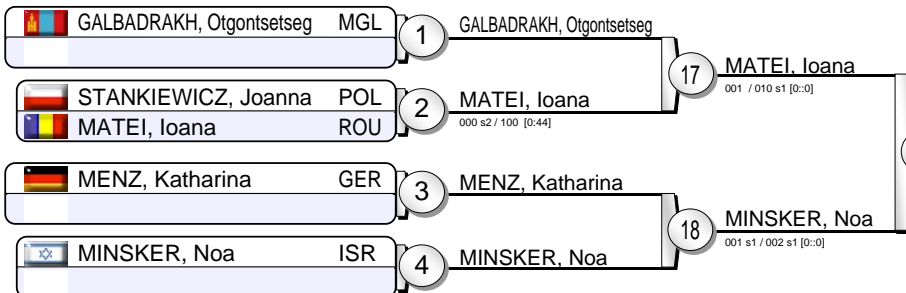 GALBADRAKH, Otgontsetseg MGL
1
GALBADRAKH, Otgontsetseg
STANKIEWICZ, Joanna POL
MATEI, Ioana ROU
2
MATEI, Ioana
000 s2 / 100 [0:44]
17
MATEI, Ioana
001 / 010 s1 [0::0]
MENZ, Katharina GER
3
MENZ, Katharina
MINSKER, Noa ISR
4
MINSKER, Noa
18
MINSKER, Noa
001 s1 / 002 s1 [0::0]